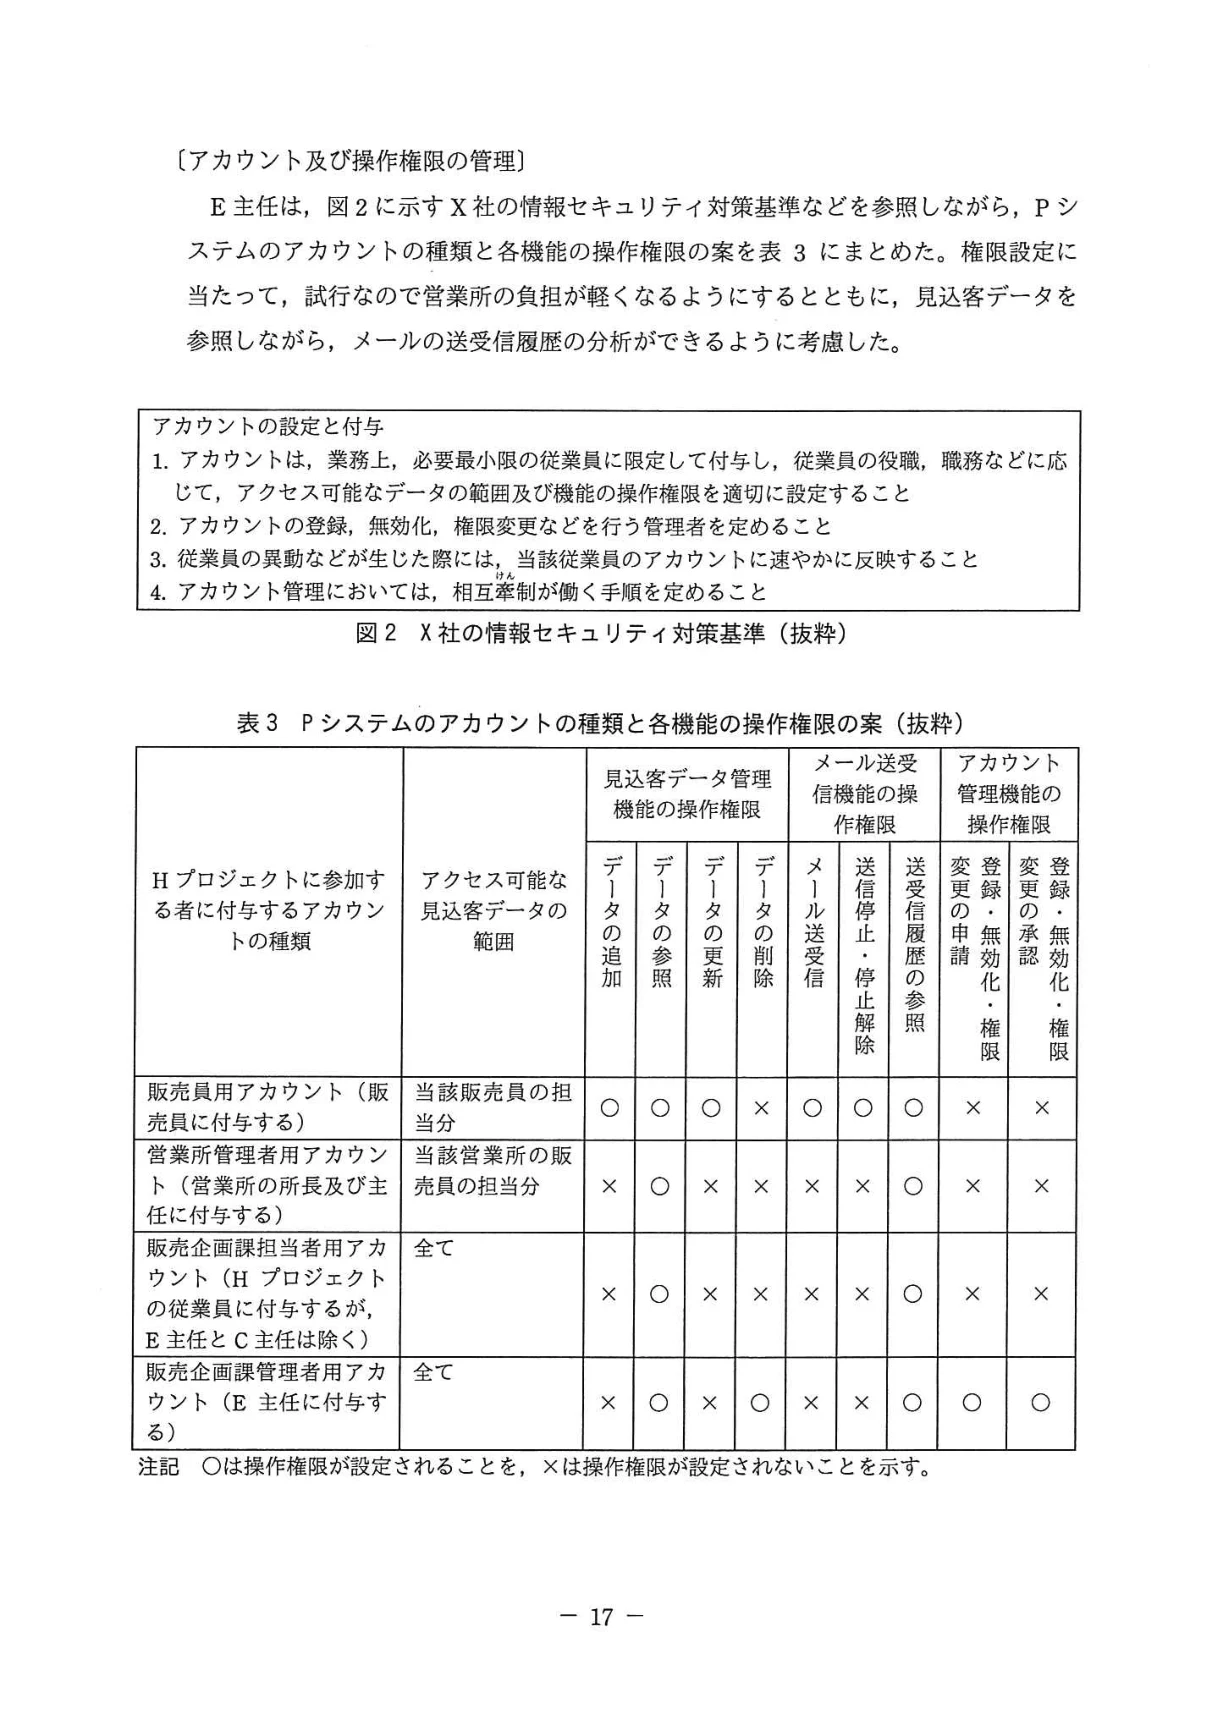 〔アカウント及び操作権限の管理〕
E 主任は，図 2 に示す X 社の情報セキュリティ対策基準などを参照しながら，P シ
ステムのアカウントの種類と各機能の操作権限の案を表 3 にまとめた。権限設定に
当たって，試行なので営業所の負担が軽くなるようにするとともに，見込客データを
参照しながら，メールの送受信履歴の分析ができるように考慮した。
アカウントの設定と付与
1. アカウントは，業務上，必要最小限の従業員に限定して付与し，従業員の役職，職務などに応
じて，アクセス可能なデータの範囲及び機能の操作権限を適切に設定すること
2. アカウントの登録，無効化，権限変更などを行う管理者を定めること
3. 従業員の異動などが生じた際には，当該従業員のアカウントに速やかに反映すること
けん
4. アカウント管理においては，相互牽制が働く手順を定めること
図 2　X 社の情報セキュリティ対策基準（抜粋）
表 3　P システムのアカウントの種類と各機能の操作権限の案（抜粋）
H プロジェクトに参加す
る者に付与するアカウン
トの種類
アクセス可能な
見込客データの
範囲
見込客データ管理
機能の操作権限
メール送受
信機能の操
作権限
アカウント
管理機能の
操作権限
データの追加
データの参照
データの更新
データの削除
メール送受信
送信停止・停止解除
送受信履歴の参照
登録・無効化・権限
変更の申請
登録・無効化・権限
変更の承認
販売員用アカウント（販
売員に付与する）
当該販売員の担
当分
○ ○ ○ × ○ ○ ○ × ×
営業所管理者用アカウン
ト（営業所の所長及び主
任に付与する）
当該営業所の販
売員の担当分
× ○ × × × × ○ × ×
販売企画課担当者用アカ
ウント（H プロジェクト
の従業員に付与するが，
E 主任と C 主任は除く）
全て
× ○ × × × × ○ × ×
販売企画課管理者用アカ
ウント（E 主任に付与す
る）
全て
× ○ × ○ × × ○ ○ ○
注記　○は操作権限が設定されることを，×は操作権限が設定されないことを示す。
－ 17 －